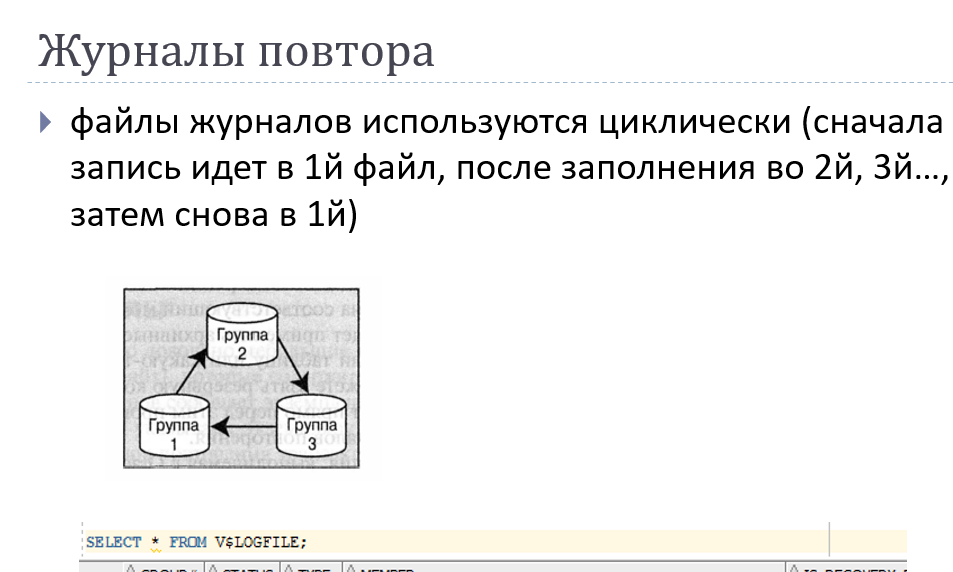 Журналы повтора
файлы журналов используются циклически (сначала
запись идет в 1й файл, после заполнения во 2й, 3й...,
затем снова в 1й)
Группа
2
Группа
1
Группа
3
SELECT * FROM V$LOGFILE;